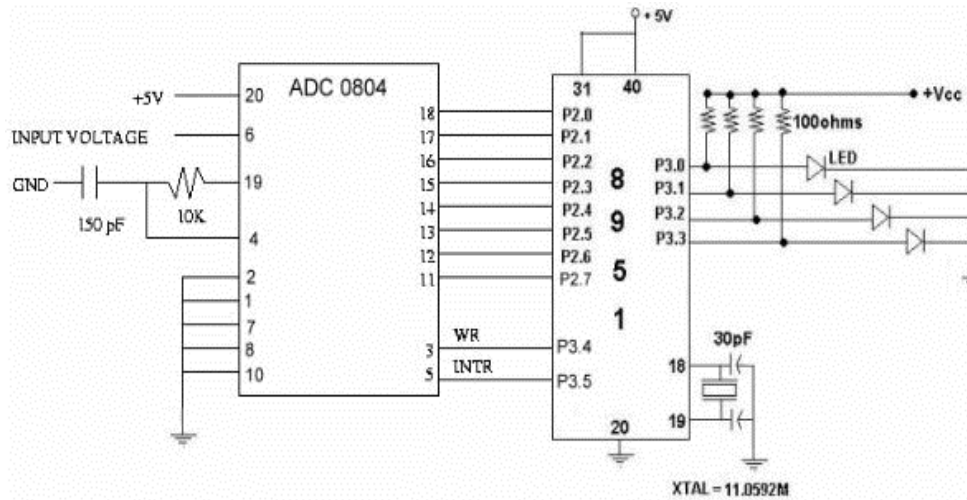 +5V
ADC 0804
31 40
+5V 20
18 P2.0
+Vcc
INPUT VOLTAGE 6
17 P2.1
100ohms
16 P2.2
P3.0 LED
GND 19
15 P2.3
8
P3.1
150 pF 10K
14 P2.4
9
P3.2
4
13 P2.5
P3.3
12 P2.6
5
2
11 P2.7
1
1
7
WR
30pF
8
3 P3.4
18
INTR
10
5 P3.5
20
19
XTAL = 11.0592M